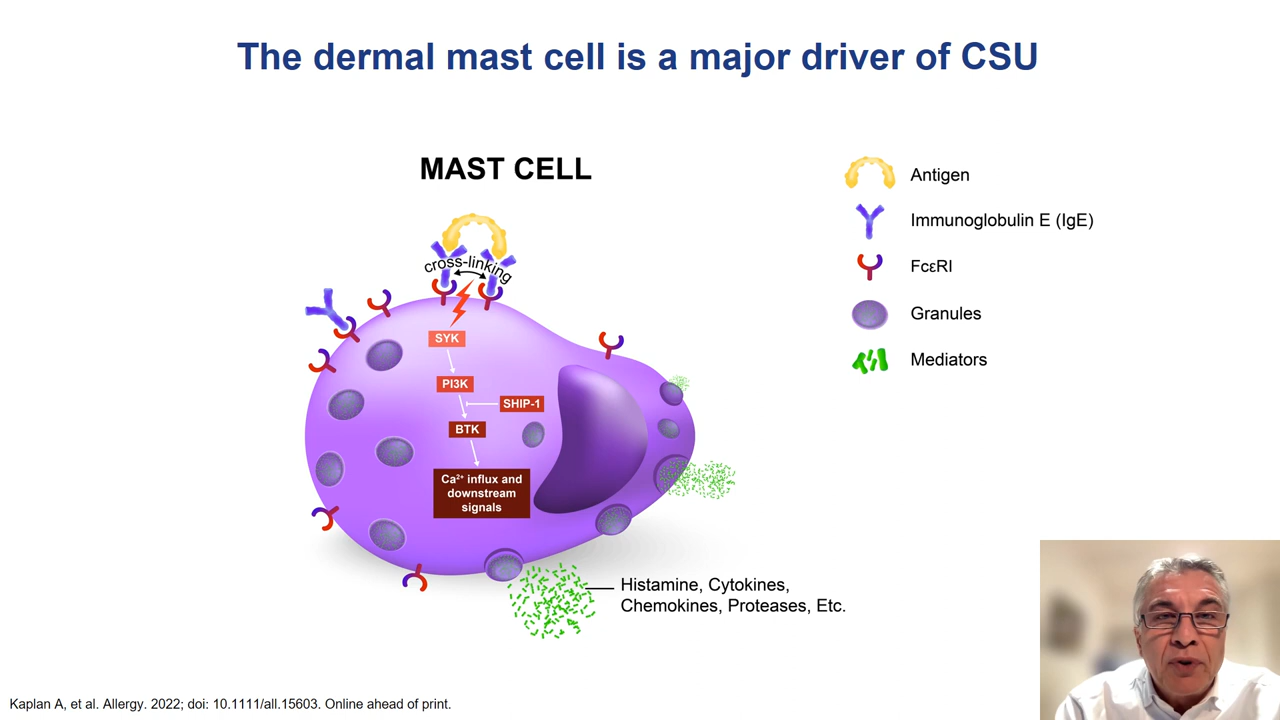 The dermal mast cell is a major driver of CSU
MAST CELL
cross-linking
SYK
PI3K
SHIP-1
BTK
Ca²⁺ influx and
downstream
signals
Histamine, Cytokines,
Chemokines, Proteases, Etc.
Antigen
Immunoglobulin E (IgE)
FcεRI
Granules
Mediators
Kaplan A, et al. Allergy. 2022; doi: 10.1111/all.15603. Online ahead of print.